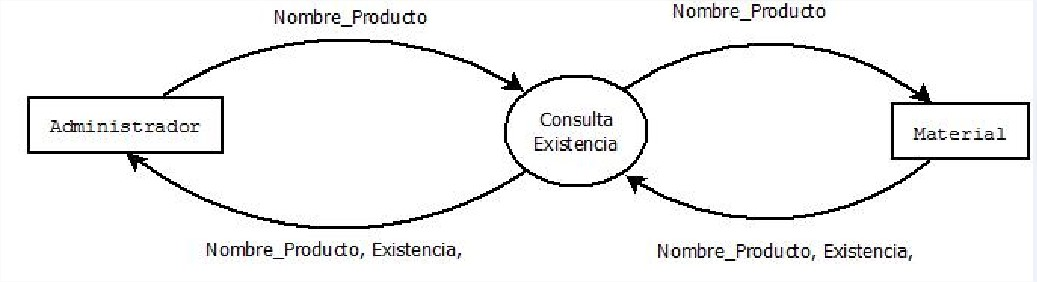 Nombre_Producto
Nombre_Producto
Administrador
Consulta
Existencia
Material
Nombre_Producto, Existencia,
Nombre_Producto, Existencia,